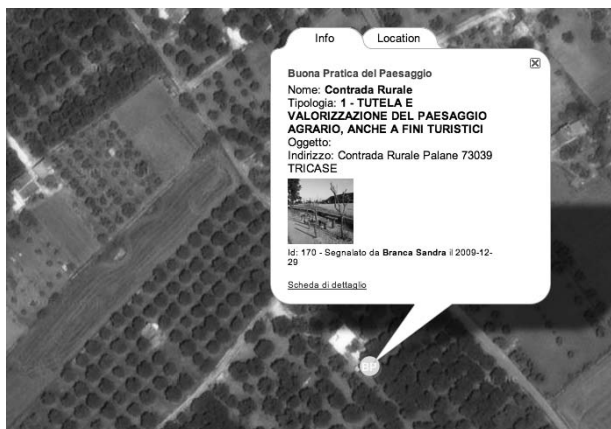 Info
Location
Buona Pratica del Paesaggio
Nome: Contrada Rurale
Tipologia: 1 - TUTELA E
VALORIZZAZIONE DEL PAESAGGIO
AGRARIO, ANCHE A FINI TURISTICI
Oggetto:
Indirizzo: Contrada Rurale Palane 73039
TRICASE
Id: 170 - Segnalato da Branca Sandra il 2009-12-
29
Scheda di dettaglio
BP